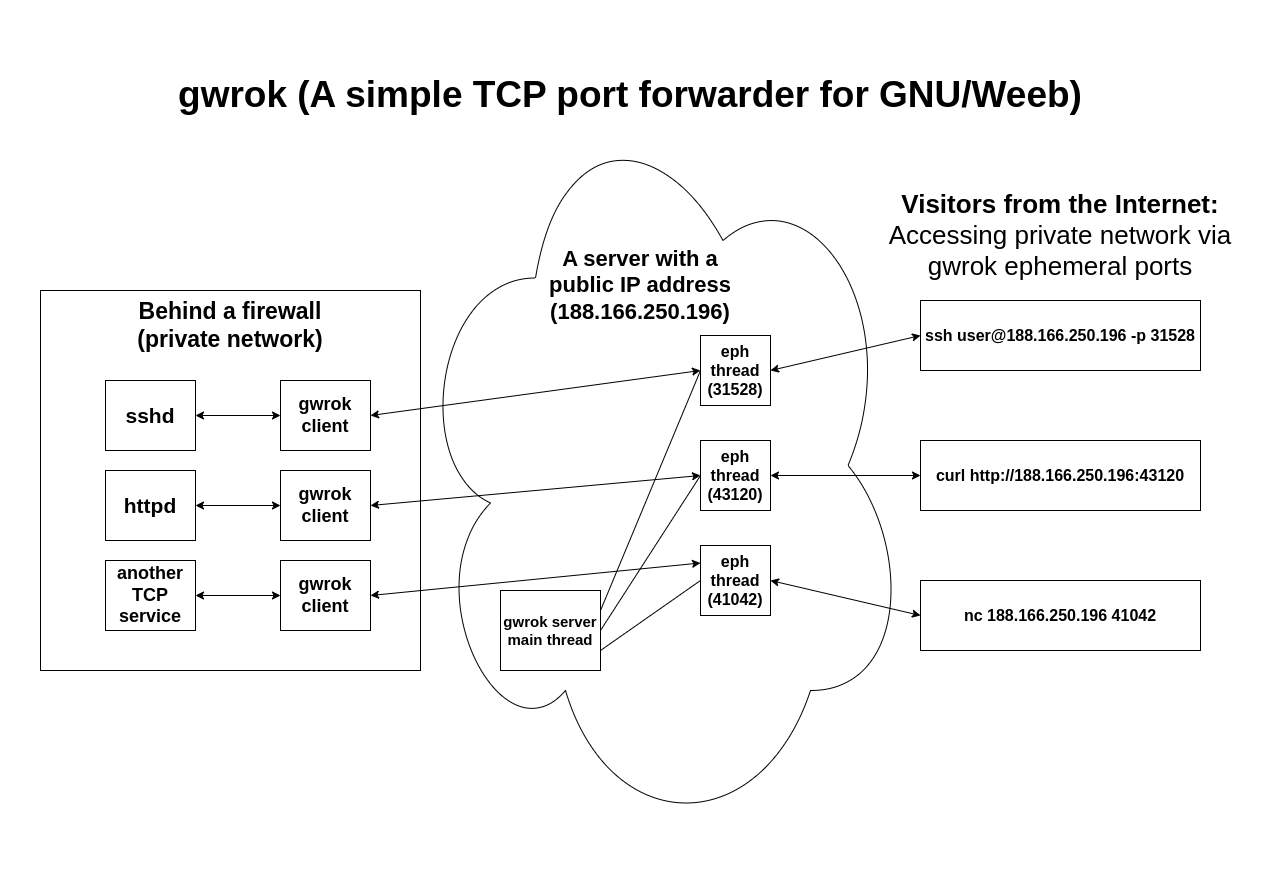 gwrok (A simple TCP port forwarder for GNU/Weeb)
Behind a firewall
(private network)
sshd
gwrok
client
httpd
gwrok
client
another
TCP
service
gwrok
client
A server with a
public IP address
(188.166.250.196)
eph
thread
(31528)
eph
thread
(43120)
eph
thread
(41042)
gwrok server
main thread
Visitors from the Internet:
Accessing private network via
gwrok ephemeral ports
ssh user@188.166.250.196 -p 31528
curl http://188.166.250.196:43120
nc 188.166.250.196 41042